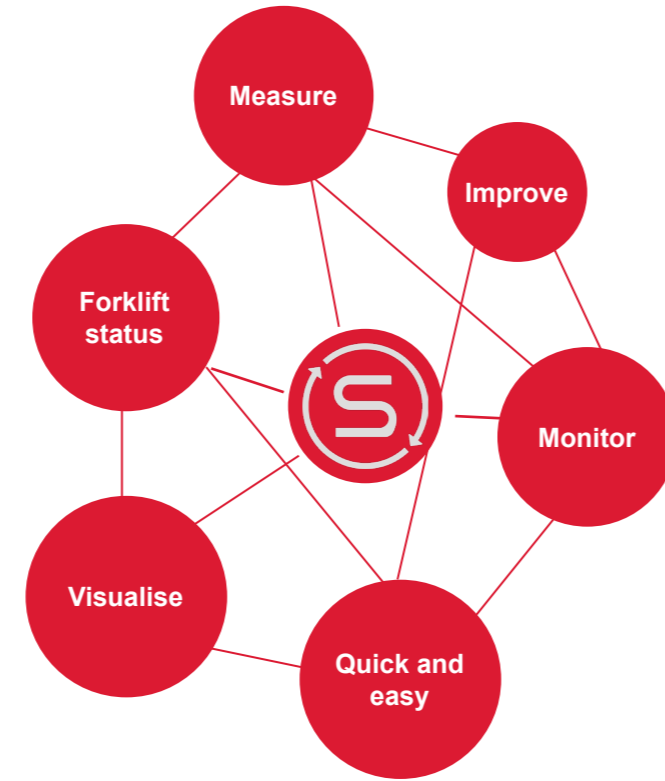 Measure
Improve
Forklift
status
S
Monitor
Visualise
Quick and
easy